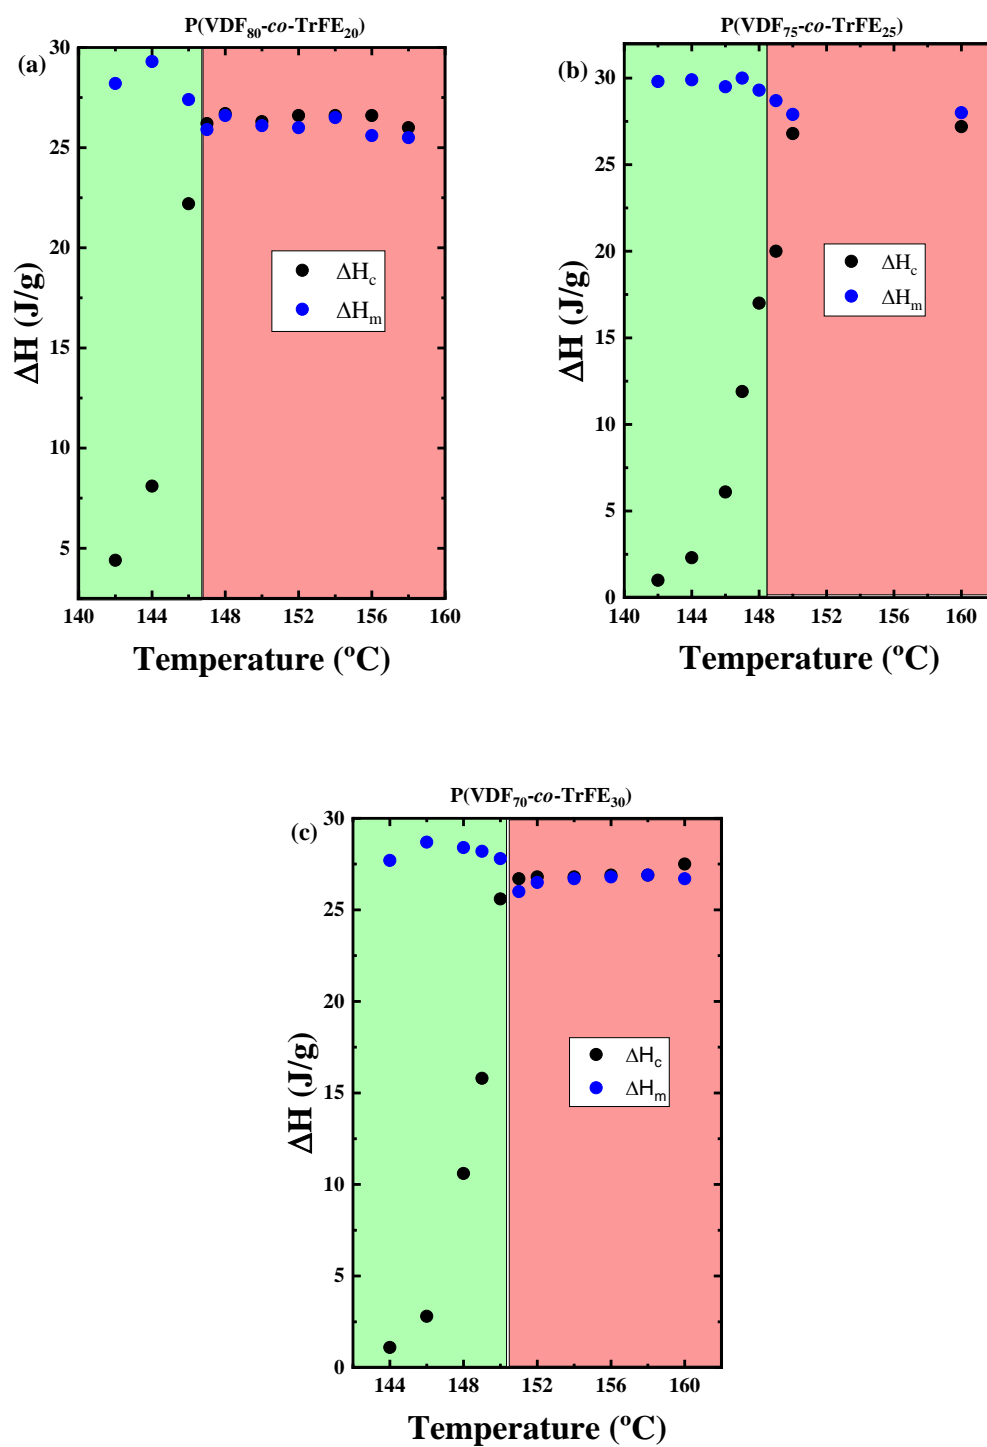 P(VDF80-co-TrFE20)
(a)
30
25
20
15
10
5
ΔH (J/g)
ΔHc
ΔHm
140 144 148 152 156 160
Temperature (ºC)
P(VDF75-co-TrFE25)
(b)
30
25
20
15
10
5
0
ΔH (J/g)
ΔHc
ΔHm
140 144 148 152 156 160
Temperature (ºC)
P(VDF70-co-TrFE30)
(c)
30
25
20
15
10
5
0
ΔH (J/g)
ΔHc
ΔHm
144 148 152 156 160
Temperature (ºC)